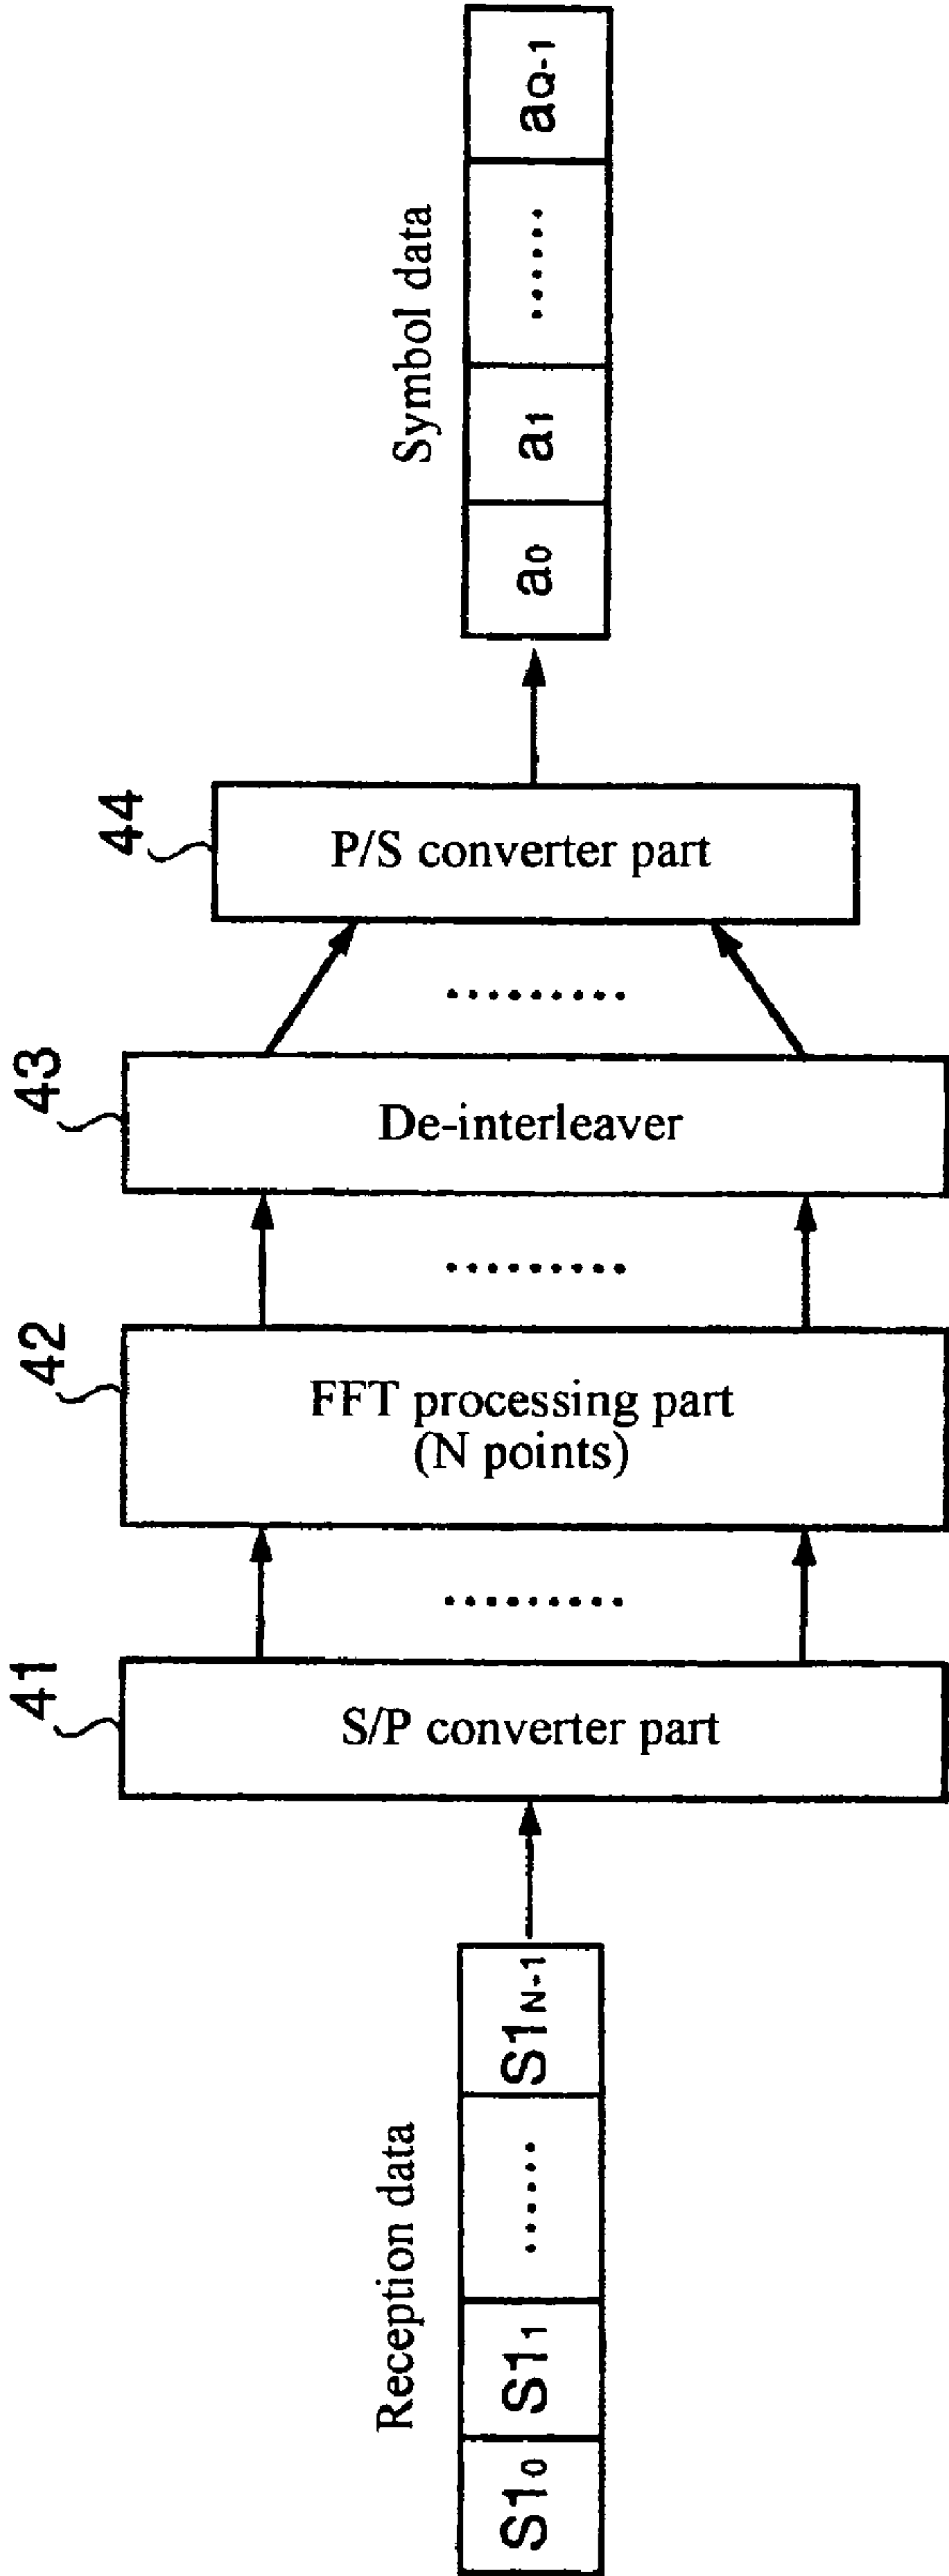 Reception data
S10 S11 ...... S1N-1
41
S/P converter part
.........
42
FFT processing part
(N points)
.........
43
De-interleaver
.........
44
P/S converter part
Symbol data
a0 a1 ...... aQ-1